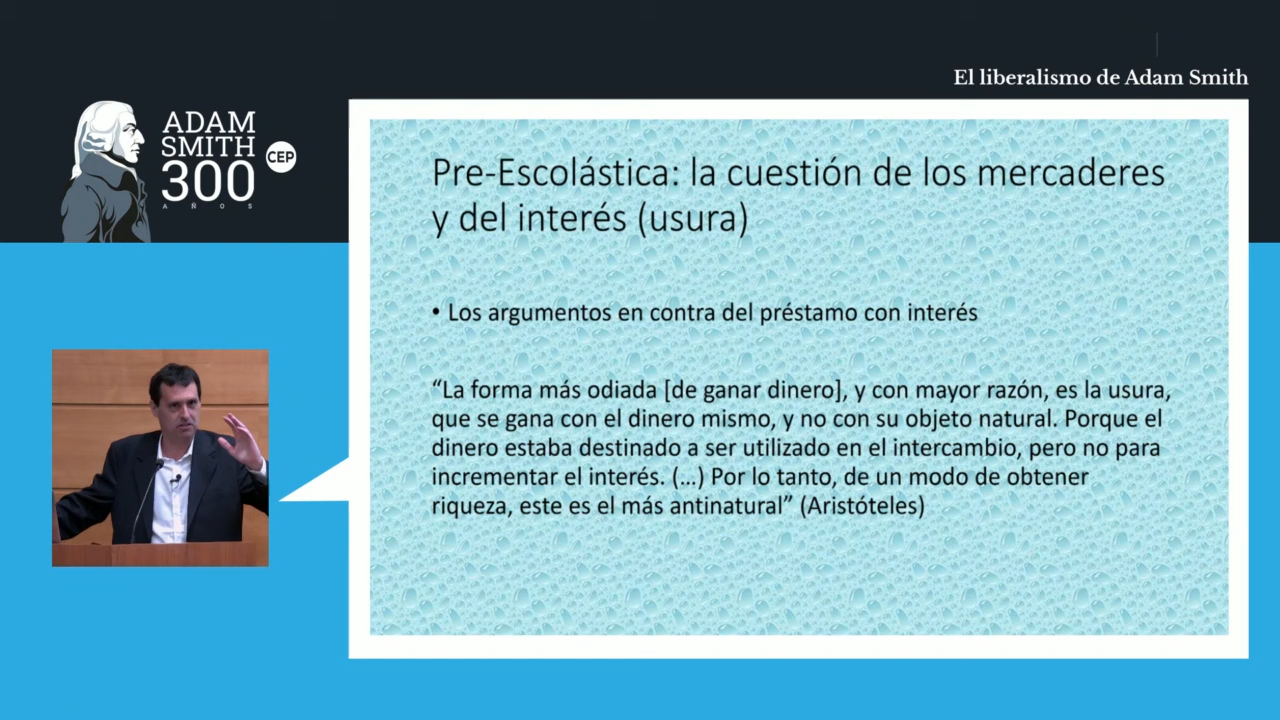 El liberalismo de Adam Smith
ADAM
SMITH
300
AÑOS
CEP
Pre-Escolástica: la cuestión de los mercaderes
y del interés (usura)
• Los argumentos en contra del préstamo con interés
“La forma más odiada [de ganar dinero], y con mayor razón, es la usura,
que se gana con el dinero mismo, y no con su objeto natural. Porque el
dinero estaba destinado a ser utilizado en el intercambio, pero no para
incrementar el interés. (...) Por lo tanto, de un modo de obtener
riqueza, este es el más antinatural” (Aristóteles)